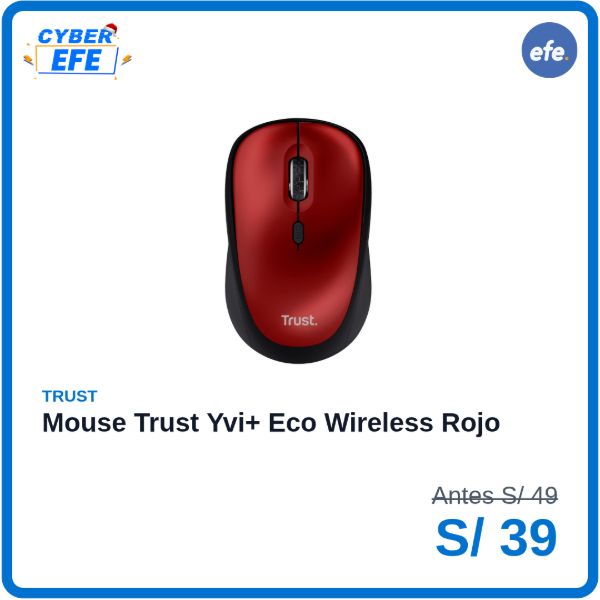 CYBER
EFE
efe.
Trust.
TRUST
Mouse Trust Yvi+ Eco Wireless Rojo
Antes S/ 49
S/ 39